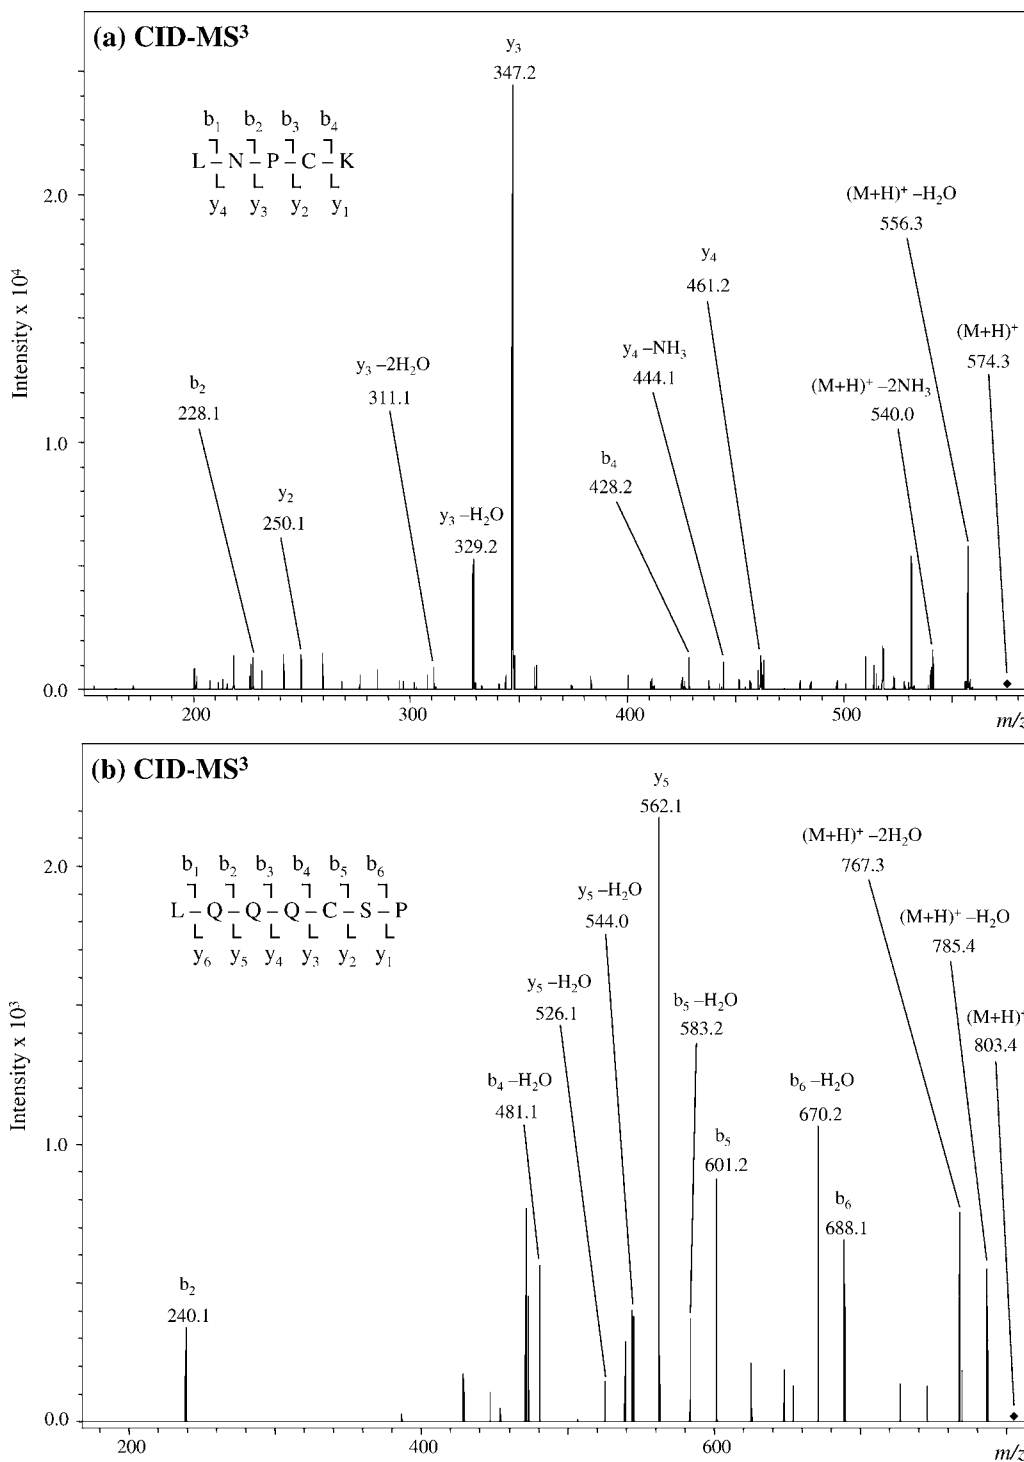 (a) CID-MS³
y₃
347.2
b₁ b₂ b₃ b₄
L – N – P – C – K
y₄ y₃ y₂ y₁
(M+H)⁺ –H₂O
556.3
y₄
461.2
(M+H)⁺
574.3
y₄ –NH₃
444.1
y₃ –2H₂O
311.1
(M+H)⁺ –2NH₃
540.0
b₂
228.1
b₄
428.2
y₂
250.1
y₃ –H₂O
329.2
Intensity x 10⁴
2.0
1.0
0.0
200 300 400 500
m/z
(b) CID-MS³
y₅
562.1
(M+H)⁺ –2H₂O
767.3
b₁ b₂ b₃ b₄ b₅ b₆
L – Q – Q – Q – C – S – P
y₆ y₅ y₄ y₃ y₂ y₁
y₅ –H₂O
544.0
(M+H)⁺ –H₂O
785.4
y₅ –H₂O
526.1
b₅ –H₂O
583.2
(M+H)⁺
803.4
b₄ –H₂O
481.1
b₆ –H₂O
670.2
b₅
601.2
b₆
688.1
b₂
240.1
Intensity x 10³
2.0
1.0
0.0
200 400 600
m/z